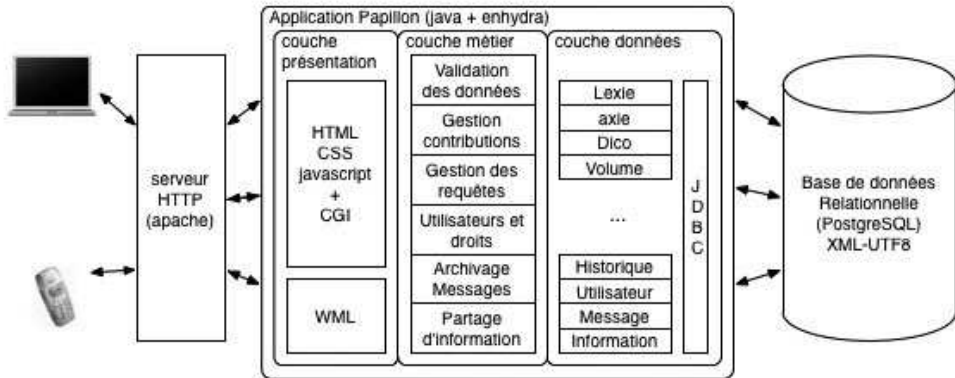 Application Papillon (java + enhydra)
couche
présentation
couche métier
couche données
serveur
HTTP
(apache)
HTML
CSS
javascript
+
CGI
WML
Validation
des données
Gestion
contributions
Gestion des
requêtes
Utilisateurs et
droits
Archivage
Messages
Partage
d'information
Lexie
axie
Dico
Volume
...
Historique
Utilisateur
Message
Information
J
D
B
C
Base de données
Relationnelle
(PostgreSQL)
XML-UTF8